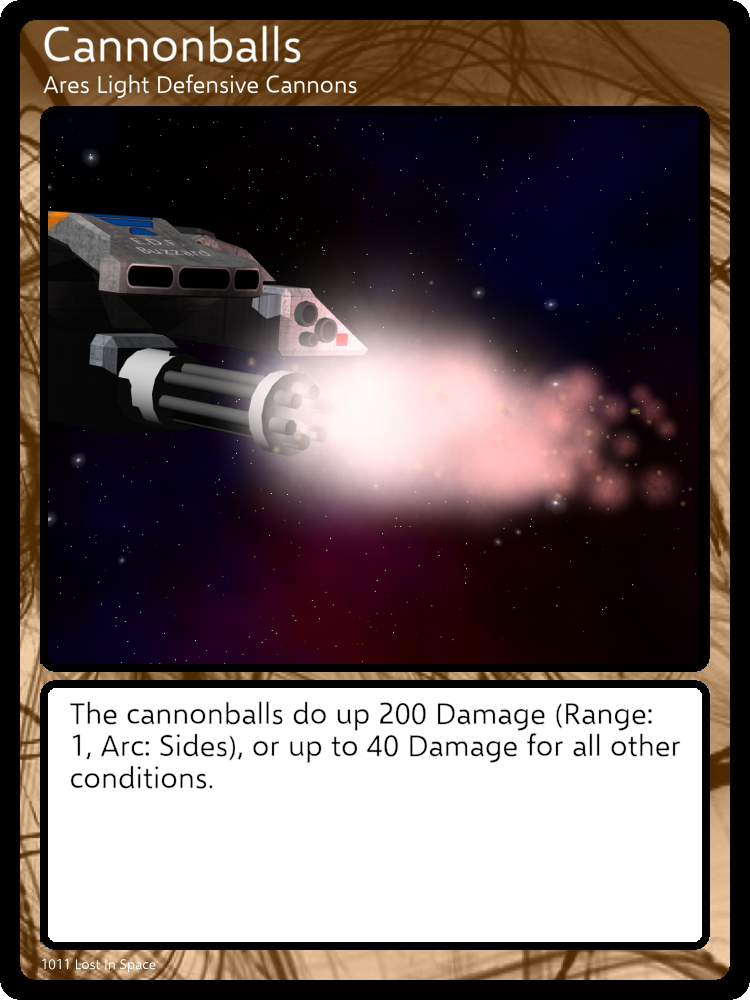 Cannonballs
Ares Light Defensive Cannons
E.D.F.
Buzzard
The cannonballs do up 200 Damage (Range:
1, Arc: Sides), or up to 40 Damage for all other
conditions.
1011 Lost In Space